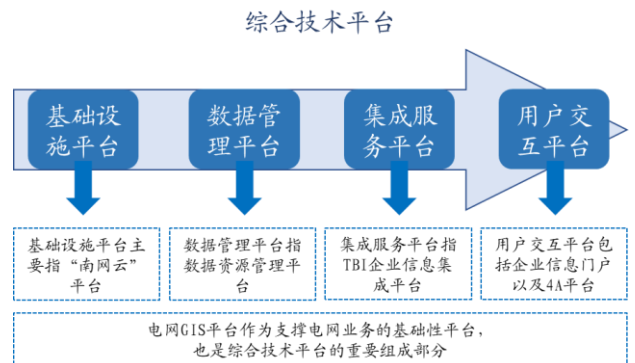 综合技术平台
基础设
施平台
数据管
理平台
集成服
务平台
用户交
互平台
基础设施平台主
要指“南网云”
平台
数据管理平台指
数据资源管理平
台
集成服务平台指
TBI企业信息集
成平台
用户交互平台包
括企业信息门户
以及4A平台
电网GIS平台作为支撑电网业务的基础性平台，
也是综合技术平台的重要组成部分